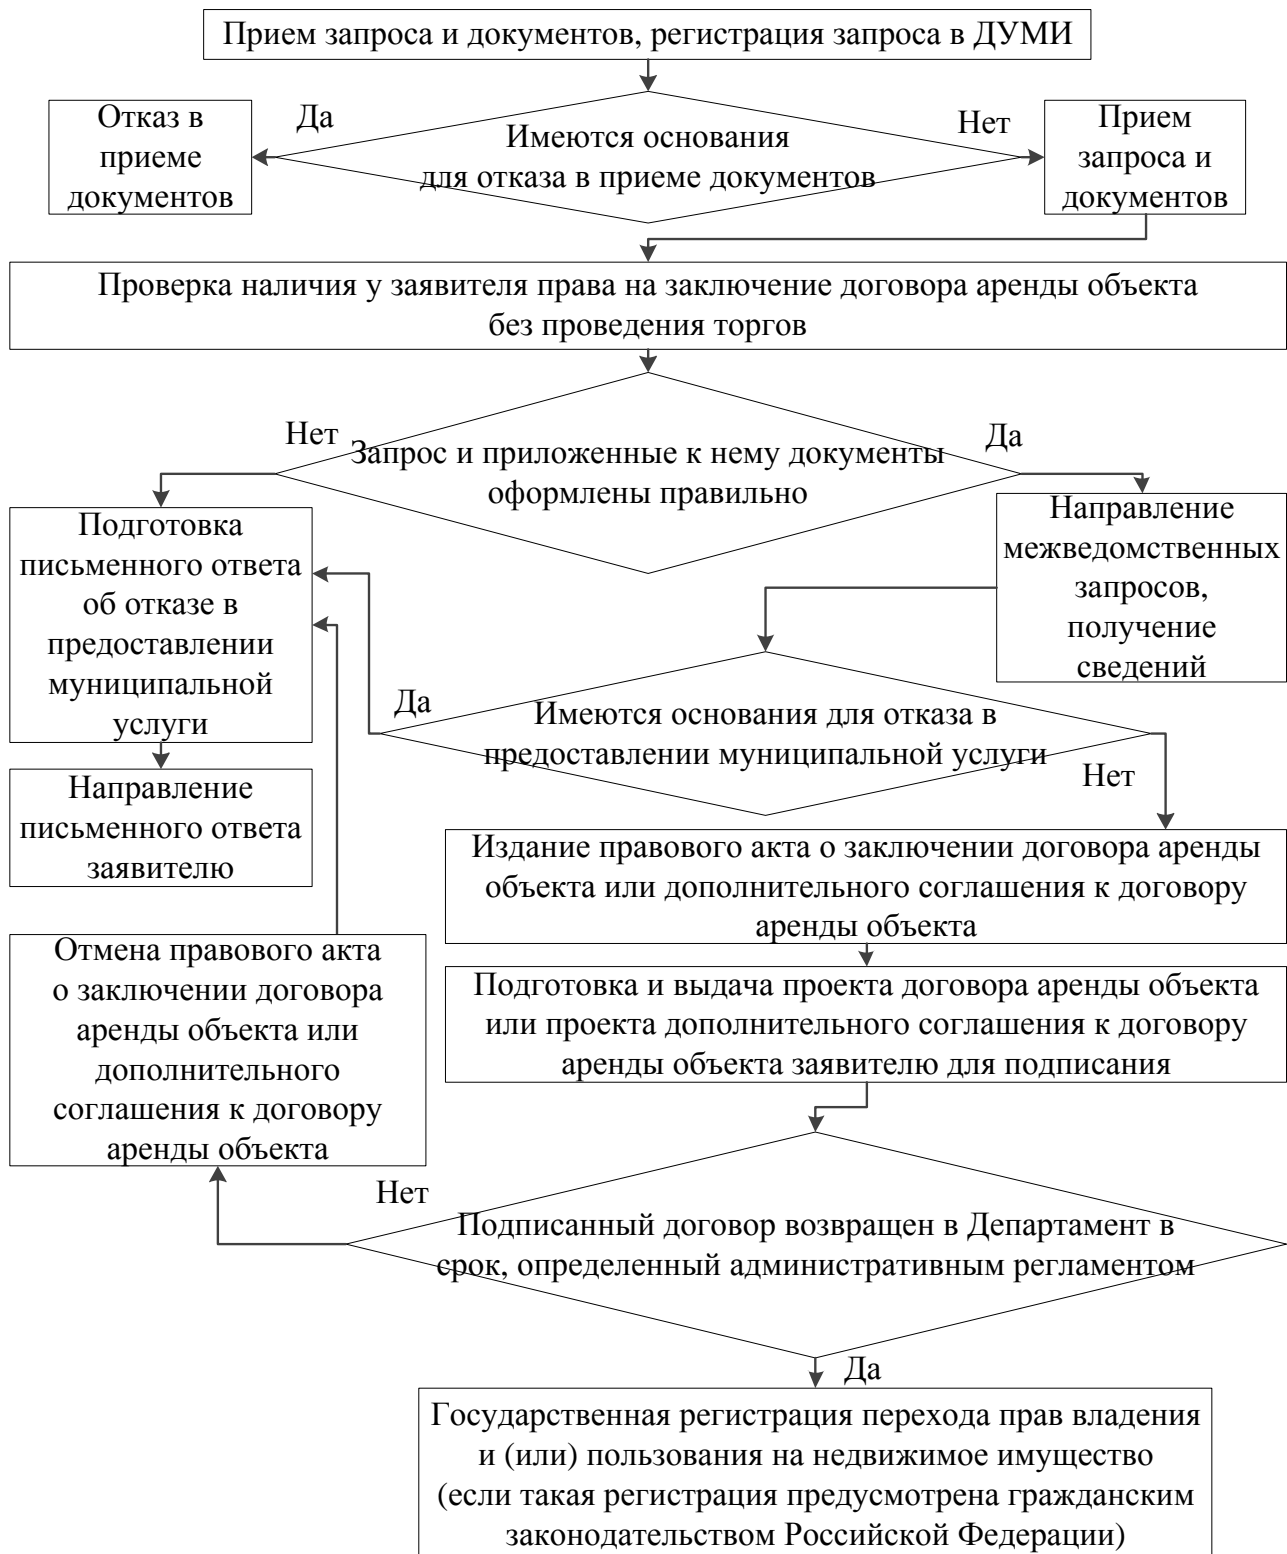 Прием запроса и документов, регистрация запроса в ДУМИ
Отказ в
приеме
документов
Да
Имеются основания
для отказа в приеме документов
Нет
Прием
запроса и
документов
Проверка наличия у заявителя права на заключение договора аренды объекта
без проведения торгов
Нет
Запрос и приложенные к нему документы
оформлены правильно
Да
Подготовка
письменного ответа
об отказе в
предоставлении
муниципальной
услуги
Направление
межведомственных
запросов,
получение
сведений
Да
Имеются основания для отказа в
предоставлении муниципальной услуги
Нет
Направление
письменного ответа
заявителю
Издание правового акта о заключении договора аренды
объекта или дополнительного соглашения к договору
аренды объекта
Отмена правового акта
о заключении договора
аренды объекта или
дополнительного
соглашения к договору
аренды объекта
Подготовка и выдача проекта договора аренды объекта
или проекта дополнительного соглашения к договору
аренды объекта заявителю для подписания
Нет
Подписанный договор возвращен в Департамент в
срок, определенный административным регламентом
Да
Государственная регистрация перехода прав владения
и (или) пользования на недвижимое имущество
(если такая регистрация предусмотрена гражданским
законодательством Российской Федерации)